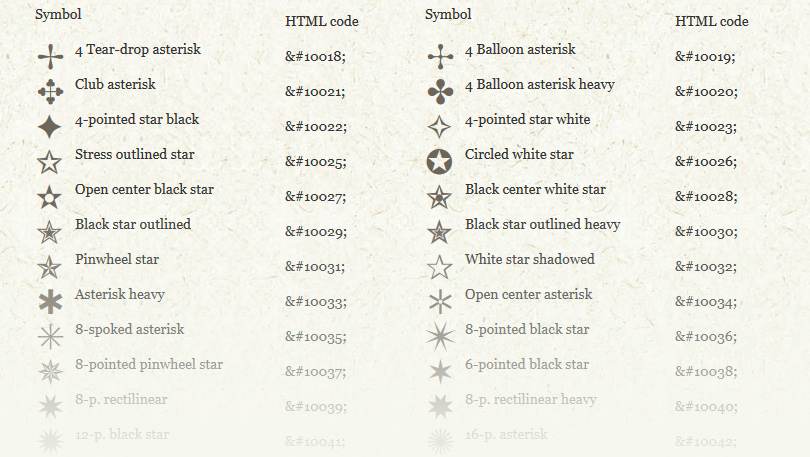 Symbol HTML code Symbol HTML code
4 Tear-drop asterisk &#10018; 4 Balloon asterisk &#10019;
Club asterisk &#10021; 4 Balloon asterisk heavy &#10020;
4-pointed star black &#10022; 4-pointed star white &#10023;
Stress outlined star &#10025; Circled white star &#10026;
Open center black star &#10027; Black center white star &#10028;
Black star outlined &#10029; Black star outlined heavy &#10030;
Pinwheel star &#10031; White star shadowed &#10032;
Asterisk heavy &#10033; Open center asterisk &#10034;
8-spoked asterisk &#10035; 8-pointed black star &#10036;
8-pointed pinwheel star &#10037; 6-pointed black star &#10038;
8-p. rectilinear &#10039; 8-p. rectilinear heavy &#10040;
12-p. black star &#10041; 16-p. asterisk &#10042;